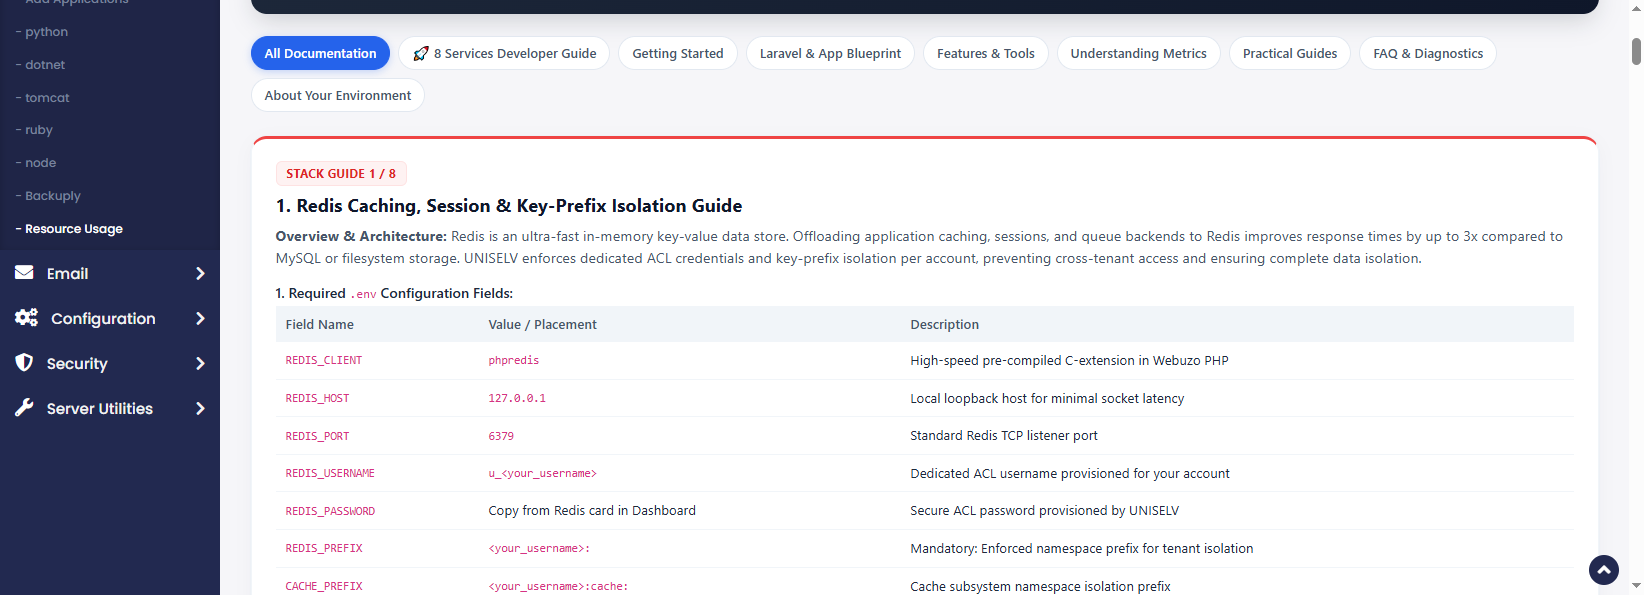 Add Applications
- python
- dotnet
- tomcat
- ruby
- node
- Backuply
- Resource Usage
Email
Configuration
Security
Server Utilities
All Documentation
🚀 8 Services Developer Guide
Getting Started
Laravel & App Blueprint
Features & Tools
Understanding Metrics
Practical Guides
FAQ & Diagnostics
About Your Environment
STACK GUIDE 1 / 8
1. Redis Caching, Session & Key-Prefix Isolation Guide
Overview & Architecture: Redis is an ultra-fast in-memory key-value data store. Offloading application caching, sessions, and queue backends to Redis improves response times by up to 3x compared to
MySQL or filesystem storage. UNISELV enforces dedicated ACL credentials and key-prefix isolation per account, preventing cross-tenant access and ensuring complete data isolation.
1. Required .env Configuration Fields:
Field Name Value / Placement Description
REDIS_CLIENT phpredis High-speed pre-compiled C-extension in Webuzo PHP
REDIS_HOST 127.0.0.1 Local loopback host for minimal socket latency
REDIS_PORT 6379 Standard Redis TCP listener port
REDIS_USERNAME u_<your_username> Dedicated ACL username provisioned for your account
REDIS_PASSWORD Copy from Redis card in Dashboard Secure ACL password provisioned by UNISELV
REDIS_PREFIX <your_username>: Mandatory: Enforced namespace prefix for tenant isolation
CACHE_PREFIX <your_username>:cache: Cache subsystem namespace isolation prefix